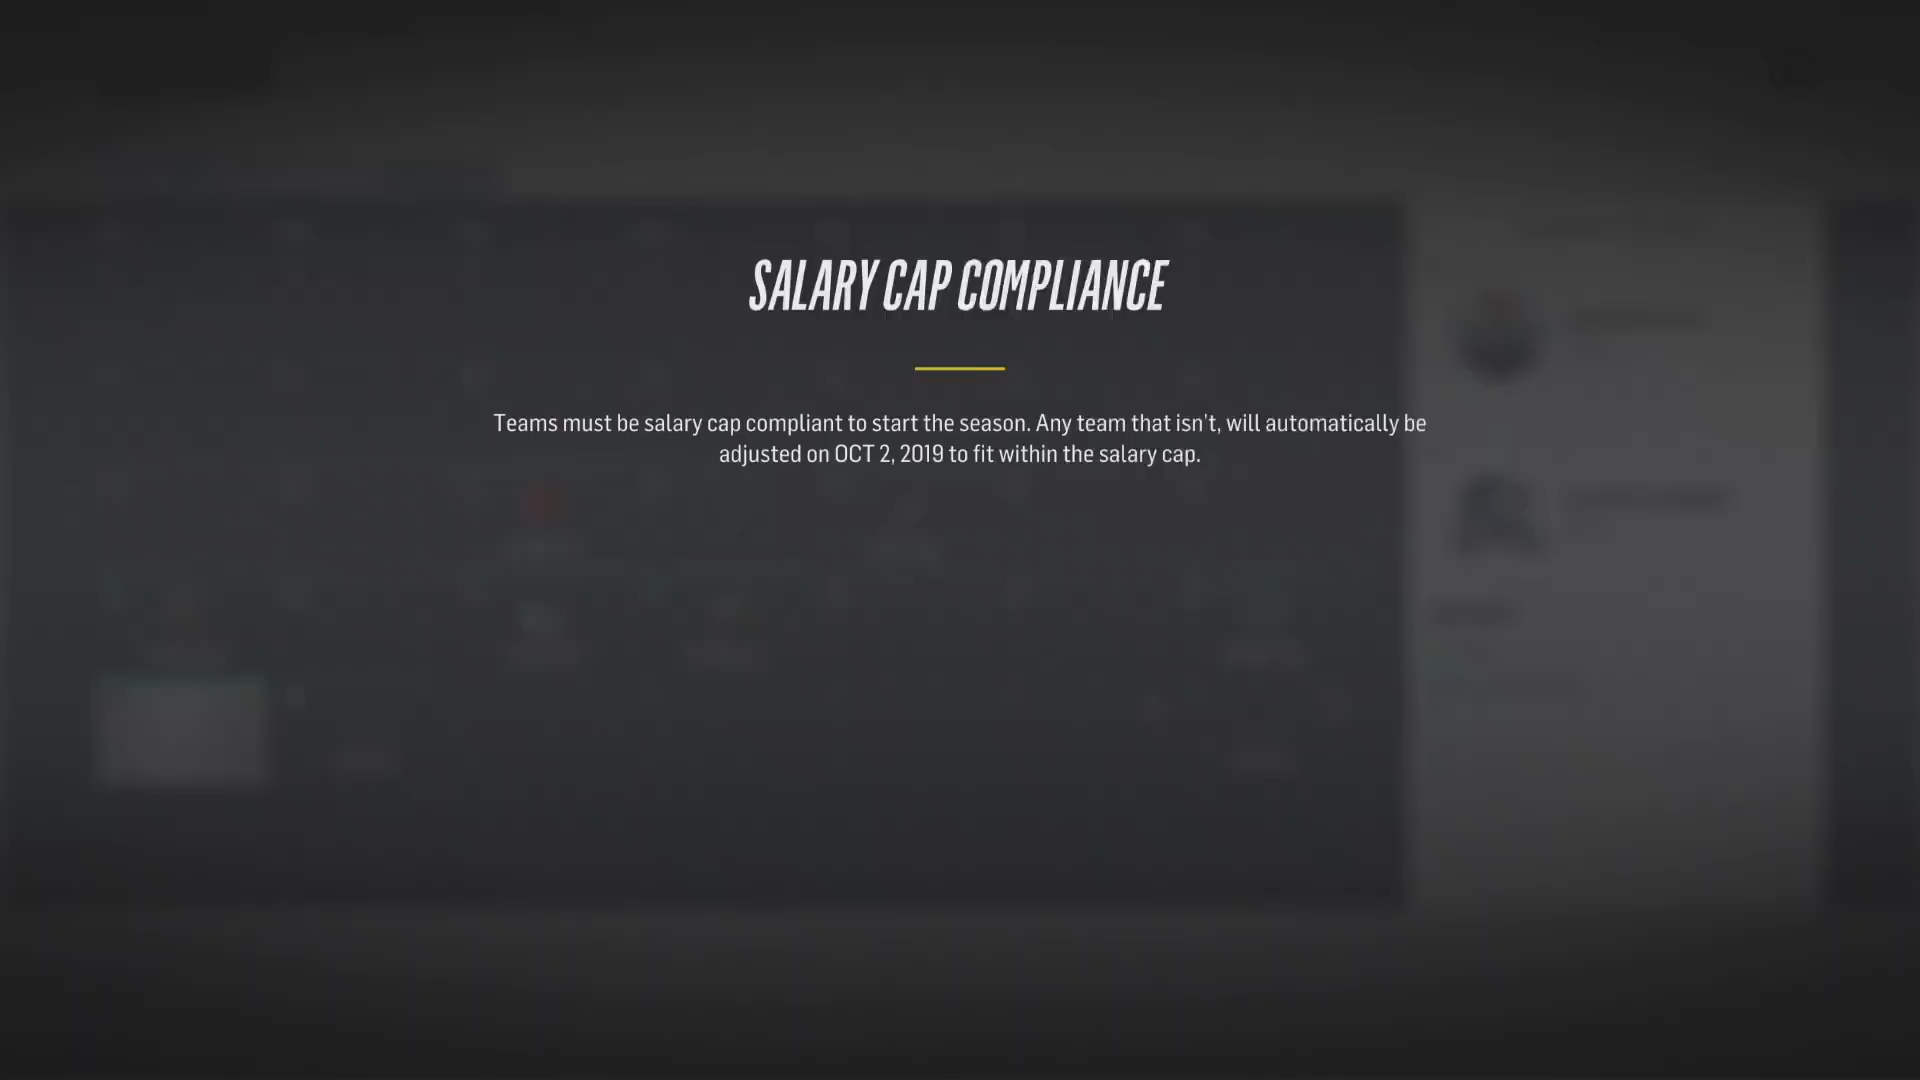 SALARY CAP COMPLIANCE
Teams must be salary cap compliant to start the season. Any team that isn't, will automatically be
adjusted on OCT 2, 2019 to fit within the salary cap.